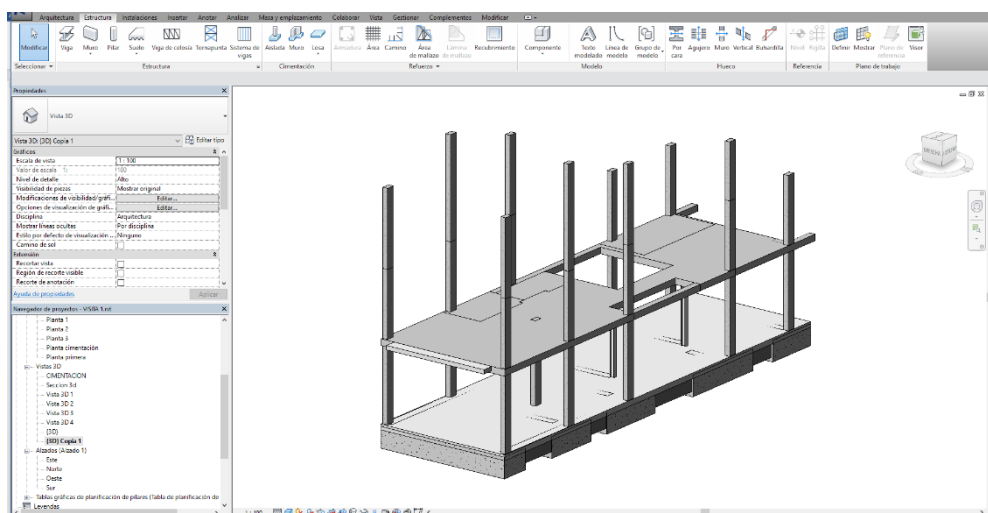 Arquitectura Estructura Instalaciones Insertar Anotar Analizar Masa y emplazamiento Colaborar Vista Gestionar Complementos Modificar
Modificar Viga Muro Pilar Suelo Viga de celosía Tornapunta Sistema de vigas Aislada Muro Losa Armadura Área Camino Área de mallazo Lámina de mallazo Recubrimiento Componente Texto modelado Línea de modelo Grupo de modelo Por cara Agujero Muro Vertical Buhardilla Nivel Rejilla Definir Mostrar Plano de referencia Visor
Seleccionar Estructura Cimentación Refuerzo Modelo Hueco Referencia Plano de trabajo
Propiedades
Vista 3D
Vista 3D: {3D} Copia 1 Editar tipo
Gráficos
Escala de vista 1 : 100
Valor de escala 1: 100
Nivel de detalle Alto
Visibilidad de piezas Mostrar original
Modificaciones de visibilidad/gráfi... Editar...
Opciones de visualización de gráfi... Editar...
Disciplina Arquitectura
Mostrar líneas ocultas Por disciplina
Estilo por defecto de visualización ... Ninguno
Camino de sol
Extensión
Recortar vista
Región de recorte visible
Recorte de anotación
Ayuda de propiedades Aplicar
Navegador de proyectos - VISITA 1.rvt
Planta 1
Planta 2
Planta 3
Planta cimentación
Planta primera
Vistas 3D
CIMENTACION
Seccion 3d
Vista 3D 1
Vista 3D 2
Vista 3D 3
Vista 3D 4
{3D}
{3D} Copia 1
Alzados (Alzado 1)
Este
Norte
Oeste
Sur
Tablas gráficas de planificación de pilares (Tabla de planificación de
Leyendas